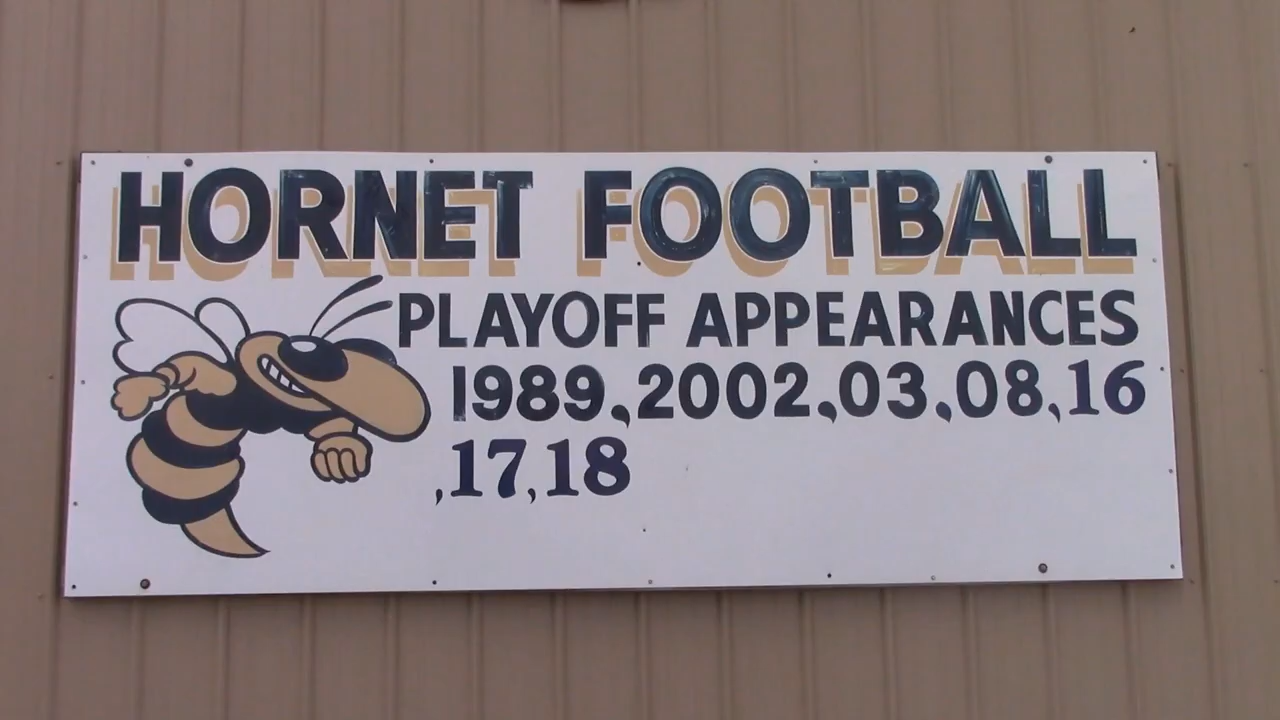 HORNET FOOTBALL
PLAYOFF APPEARANCES
1989,2002,03,08,16
,17,18